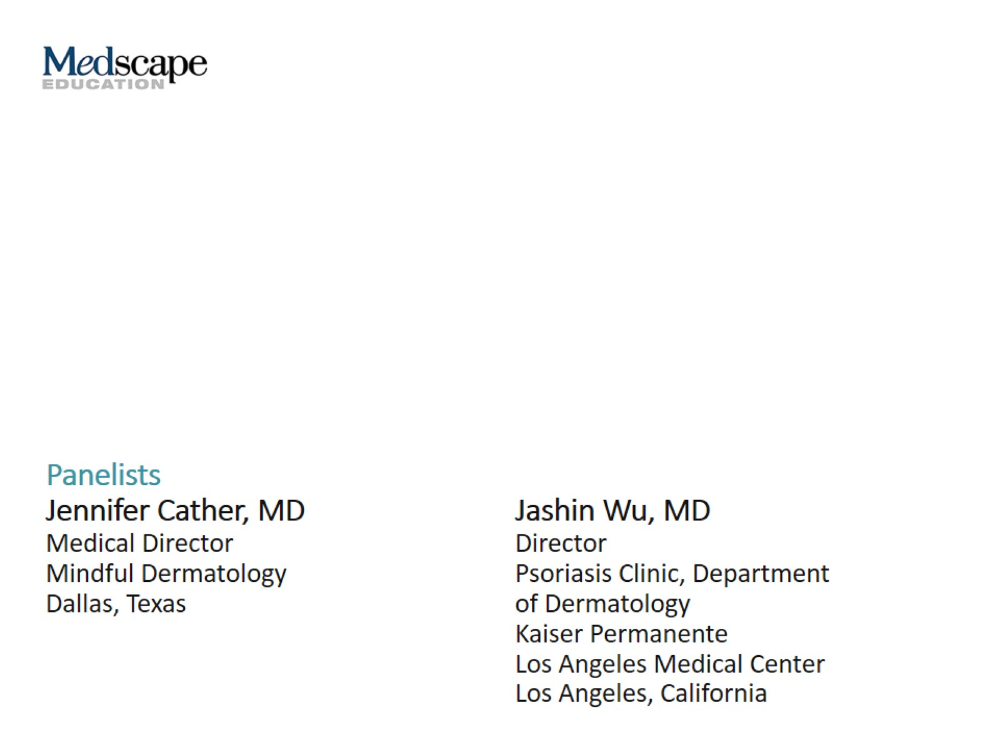 Medscape
EDUCATION
Panelists
Jennifer Cather, MD
Medical Director
Mindful Dermatology
Dallas, Texas
Jashin Wu, MD
Director
Psoriasis Clinic, Department
of Dermatology
Kaiser Permanente
Los Angeles Medical Center
Los Angeles, California